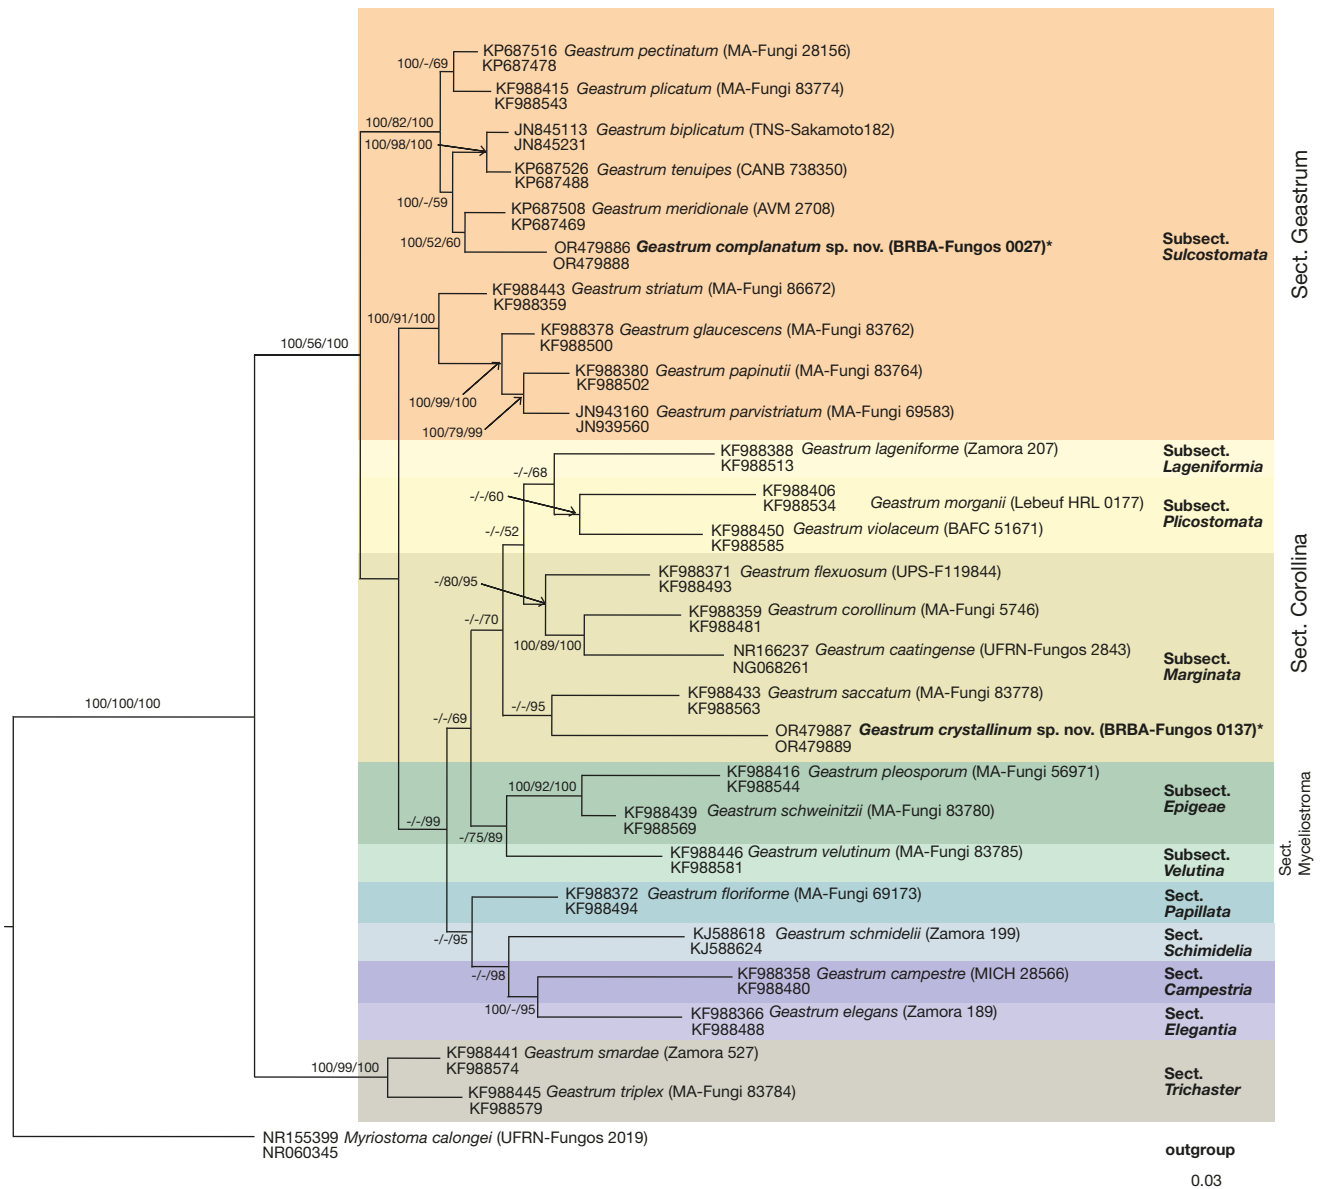 KP687516 Geastrum pectinatum (MA-Fungi 28156)
KP687478
100/-/69
KF988415 Geastrum plicatum (MA-Fungi 83774)
KF988543
100/82/100
JN845113 Geastrum biplicatum (TNS-Sakamoto182)
JN845231
100/98/100
KP687526 Geastrum tenuipes (CANB 738350)
KP687488
100/-/59
KP687508 Geastrum meridionale (AVM 2708)
KP687469
100/52/60
OR479886 Geastrum complanatum sp. nov. (BRBA-Fungos 0027)*
OR479888
Subsect.
Sulcostomata
Sect. Geastrum
KF988443 Geastrum striatum (MA-Fungi 86672)
KF988359
100/91/100
KF988378 Geastrum glaucescens (MA-Fungi 83762)
KF988500
100/56/100
KF988380 Geastrum papinutii (MA-Fungi 83764)
KF988502
100/99/100
JN943160 Geastrum parvistriatum (MA-Fungi 69583)
JN939560
100/79/99
KF988388 Geastrum lageniforme (Zamora 207)
KF988513
Subsect.
Lageniformia
-/-/68
KF988406
KF988534 Geastrum morganii (Lebeuf HRL 0177)
-/-/60
Subsect.
Plicostomata
KF988450 Geastrum violaceum (BAFC 51671)
KF988585
-/-/52
KF988371 Geastrum flexuosum (UPS-F119844)
KF988493
-/80/95
Sect. Corollina
KF988359 Geastrum corollinum (MA-Fungi 5746)
KF988481
-/-/70
100/89/100
NR166237 Geastrum caatingense (UFRN-Fungos 2843)
NG068261
Subsect.
Marginata
KF988433 Geastrum saccatum (MA-Fungi 83778)
KF988563
100/100/100
-/-/95
-/-/69
OR479887 Geastrum crystallinum sp. nov. (BRBA-Fungos 0137)*
OR479889
KF988416 Geastrum pleosporum (MA-Fungi 56971)
KF988544
100/92/100
Subsect.
Epigeae
KF988439 Geastrum schweinitzii (MA-Fungi 83780)
KF988569
-/-/99
-/75/89
Sect.
Myceliostroma
KF988446 Geastrum velutinum (MA-Fungi 83785)
KF988581
Subsect.
Velutina
KF988372 Geastrum floriforme (MA-Fungi 69173)
KF988494
Sect.
Papillata
-/-/95
KJ588618 Geastrum schmidelii (Zamora 199)
KJ588624
Sect.
Schimidelia
-/-/98
KF988358 Geastrum campestre (MICH 28566)
KF988480
Sect.
Campestria
100/-/95
KF988366 Geastrum elegans (Zamora 189)
KF988488
Sect.
Elegantia
KF988441 Geastrum smardae (Zamora 527)
KF988574
100/99/100
Sect.
Trichaster
KF988445 Geastrum triplex (MA-Fungi 83784)
KF988579
NR155399 Myriostoma calongei (UFRN-Fungos 2019)
NR060345
outgroup
0.03